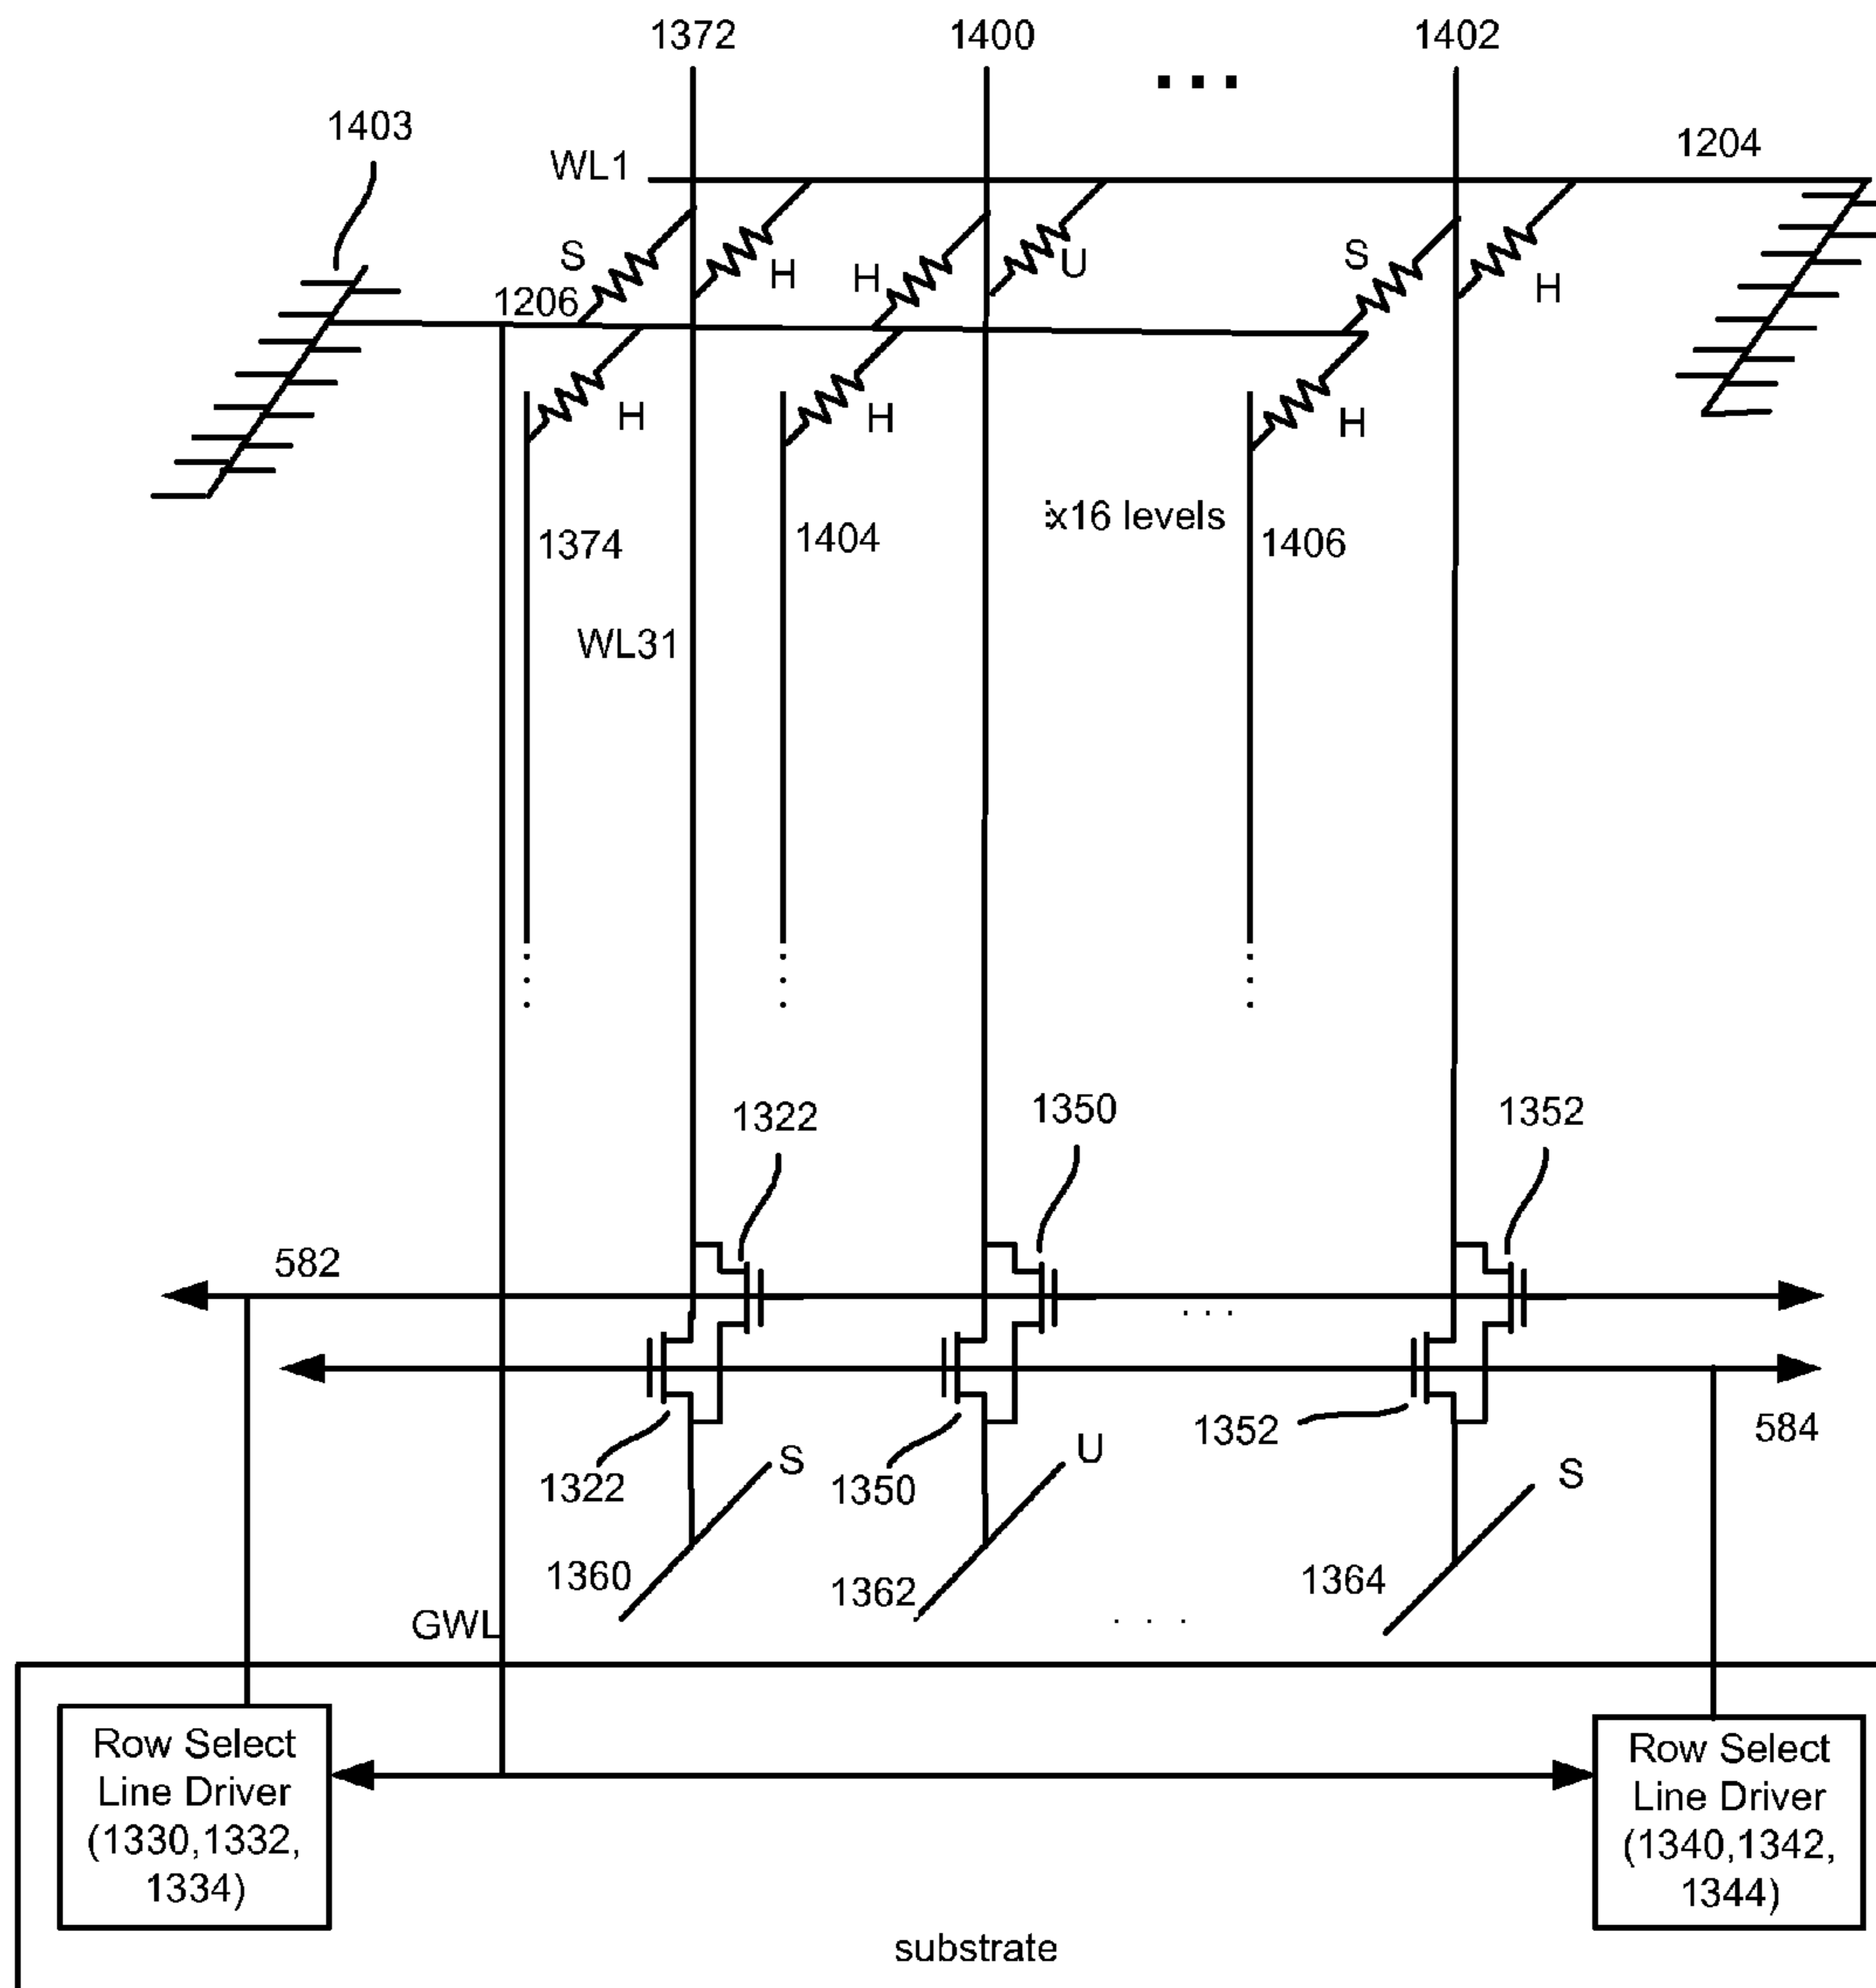 1372
1400
1402
1403
WL1
1204
S
H
H
U
S
H
1206
H
H
H
1374
1404
x16 levels
1406
WL31
1322
1350
1352
582
584
1322
1350
1352
S
U
S
1360
1362
1364
GWL
Row Select
Line Driver
(1330,1332,
1334)
Row Select
Line Driver
(1340,1342,
1344)
substrate